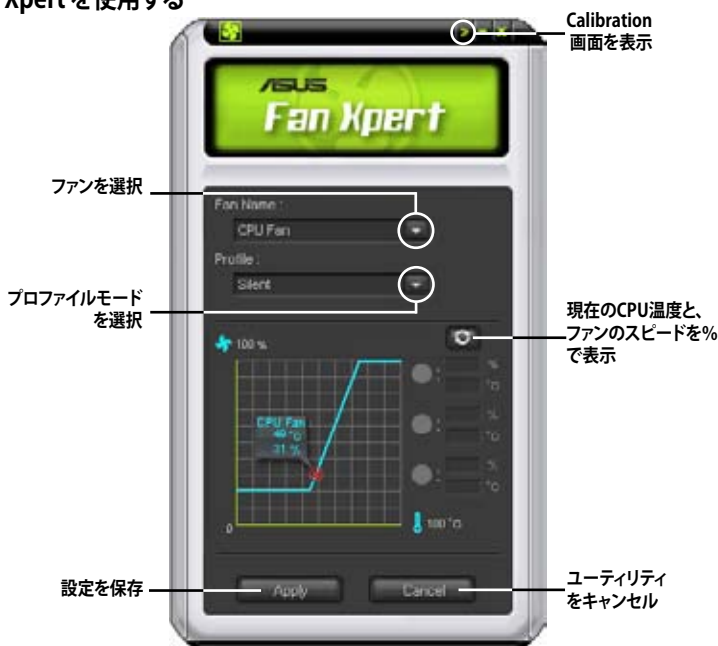 Xpert を使用する
Calibration
画面を表示
ASUS
Fan Xpert
ファンを選択
Fan Name :
CPU Fan
Profile :
Silent
プロファイルモード
を選択
現在のCPU温度と、
ファンのスピードを%
で表示
100 %
%
°C
CPU Fan
31 %
%
°C
%
°C
0
100 °C
設定を保存
Apply
Cancel
ユーティリティ
をキャンセル